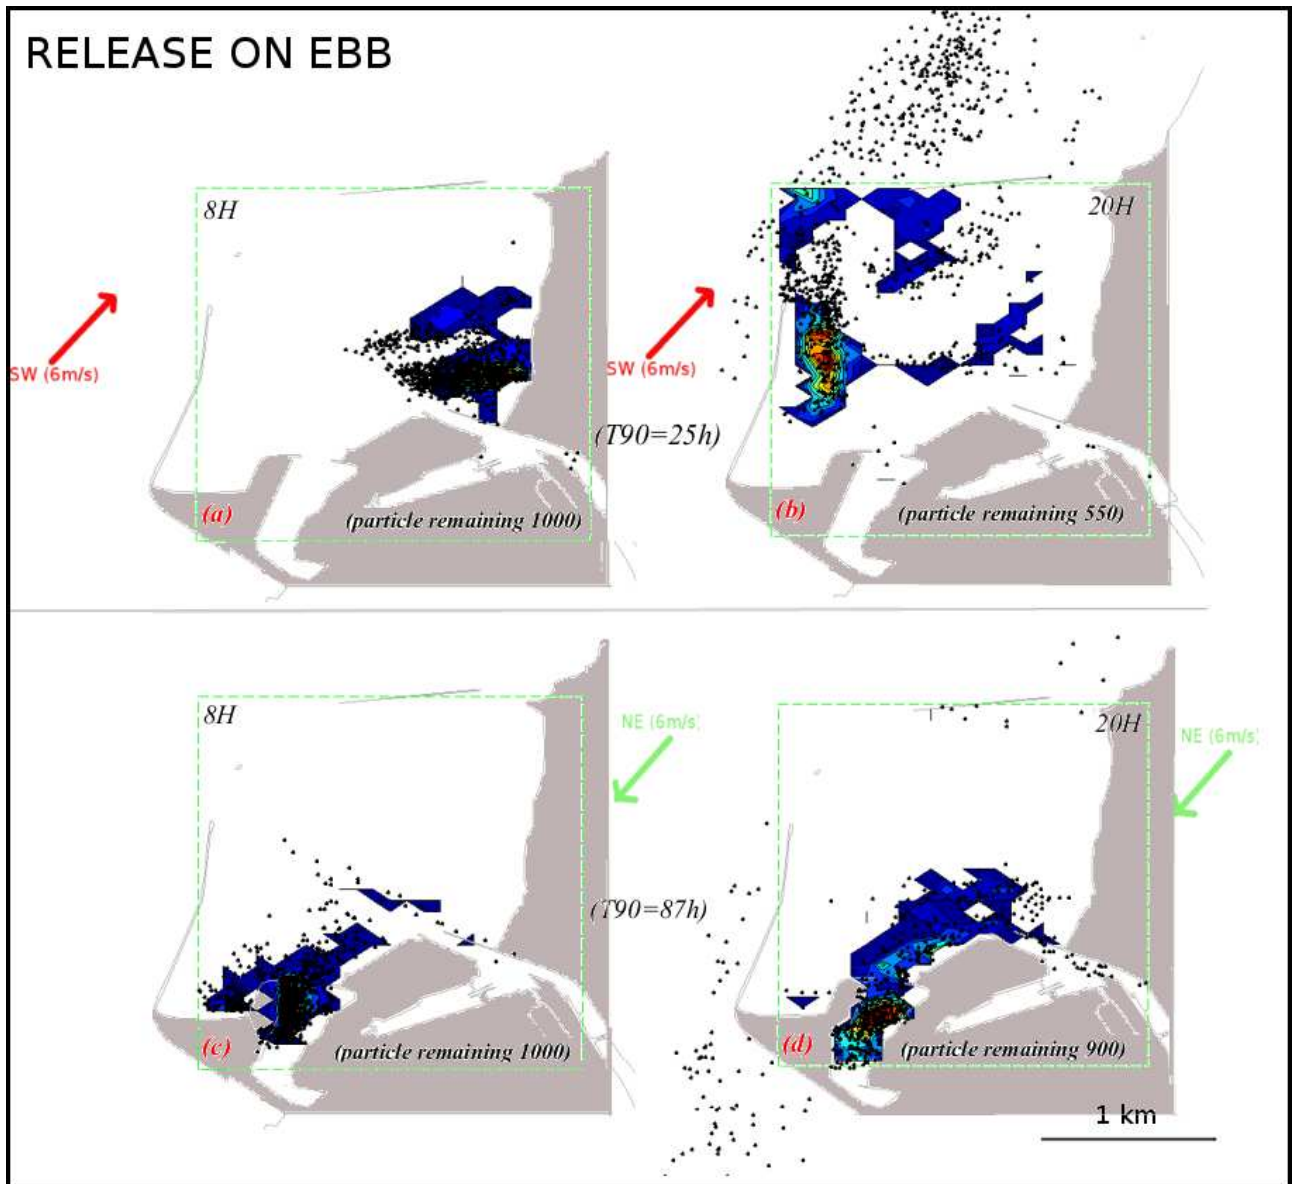 RELEASE ON EBB
8H
20H
SW (6m/s)
SW (6m/s)
(T90=25h)
(a)
(particle remaining 1000)
(b)
(particle remaining 550)
8H
NE (6m/s)
20H
NE (6m/s)
(T90=87h)
(c)
(particle remaining 1000)
(d)
(particle remaining 900)
1 km